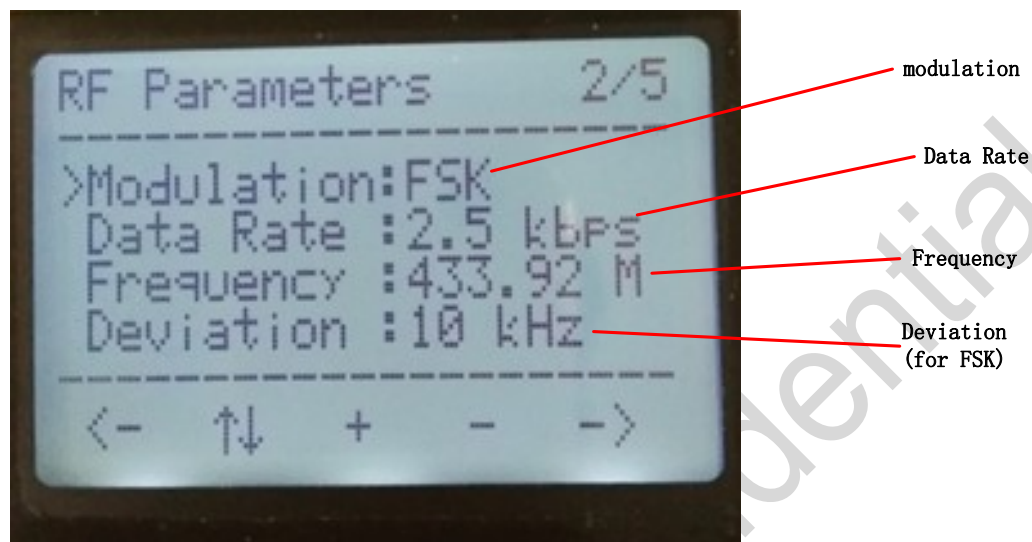 RF Parameters 2/5
>Modulation:FSK
Data Rate :2.5 kbps
Frequency :433.92 M
Deviation :10 kHz
<- ↑↓ + - ->
modulation
Data Rate
Frequency
Deviation
(for FSK)
dential